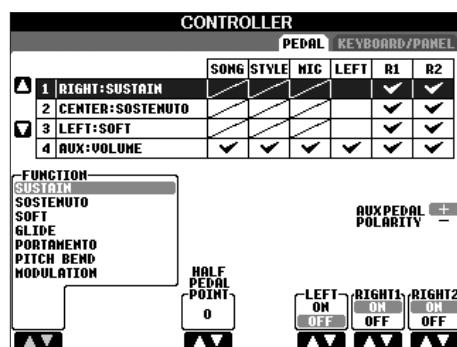 CONTROLLER
PEDAL KEYBOARD/PANEL
SONG STYLE MIC LEFT R1 R2
1 RIGHT:SUSTAIN
2 CENTER:SOSTENUTO
3 LEFT:SOFT
4 AUX:VOLUME
FUNCTION
SUSTAIN
SOSTENUTO
SOFT
GLIDE
PORTAMENTO
PITCH BEND
MODULATION
AUX PEDAL +
POLARITY −
HALF
PEDAL
POINT
0
LEFT RIGHT1 RIGHT2
ON ON ON
OFF OFF OFF